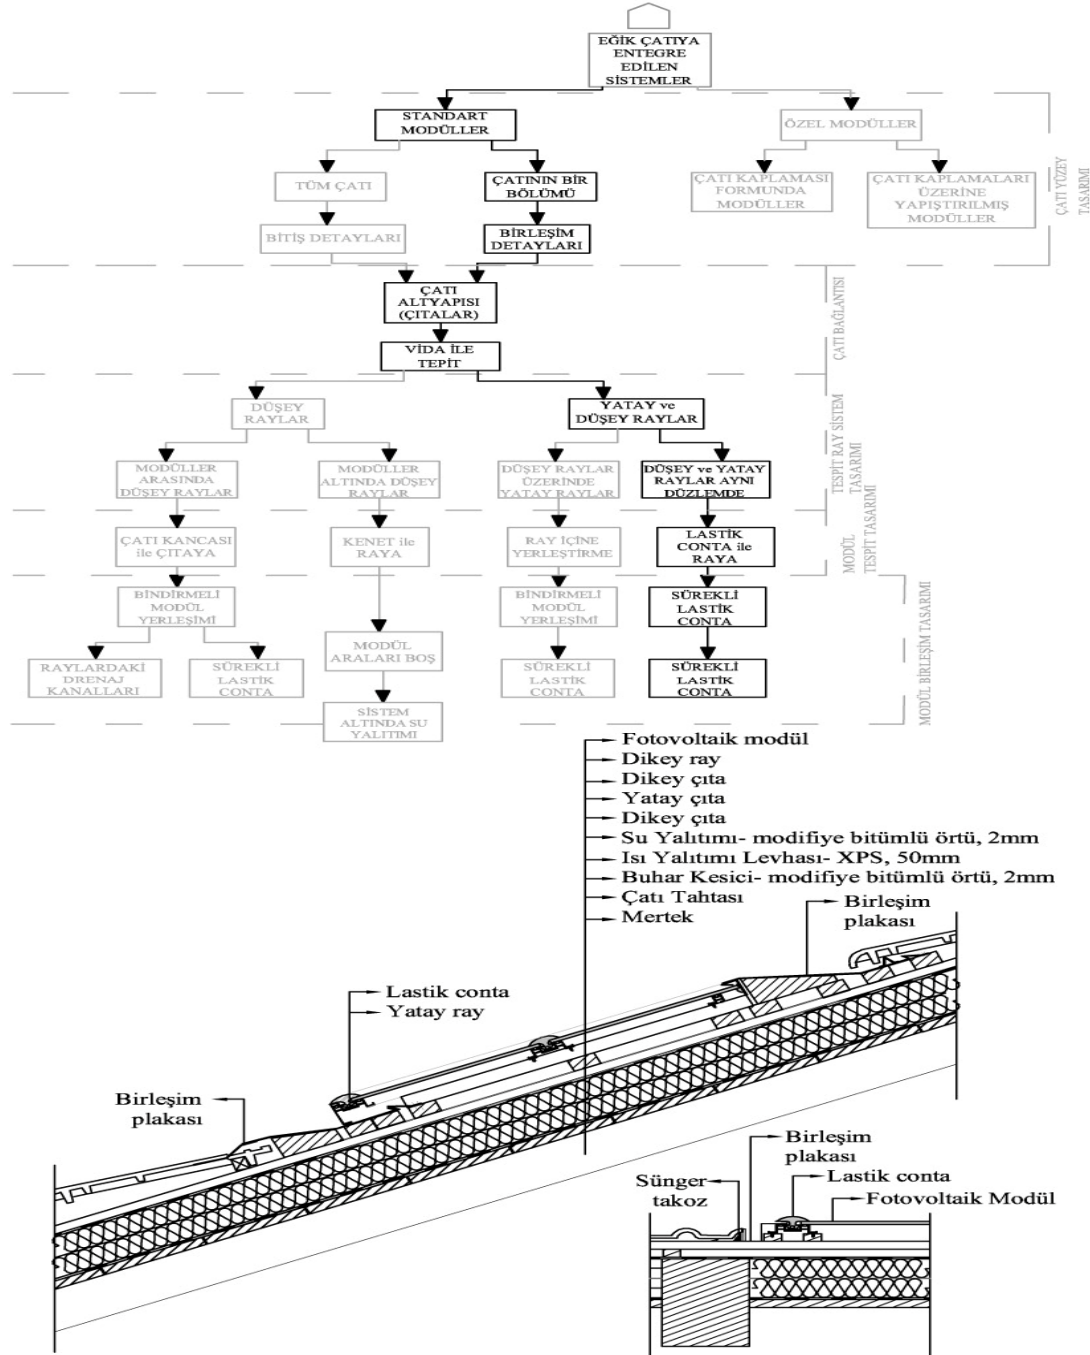 EĞİK ÇATIYA
ENTEGRE
EDİLEN
SİSTEMLER
STANDART
MODÜLLER
ÖZEL MODÜLLER
TÜM ÇATI
ÇATININ BİR
BÖLÜMÜ
ÇATI KAPLAMASI
FORMUNDA
MODÜLLER
ÇATI KAPLAMALARI
ÜZERİNE
YAPIŞTIRILMIŞ
MODÜLLER
ÇATI YÜZEY
TASARIMI
BİTİŞ DETAYLARI
BİRLEŞİM
DETAYLARI
ÇATI
ALTYAPISI
(ÇITALAR)
VİDA İLE
TEPİT
ÇATI BAĞLANTISI
DÜŞEY
RAYLAR
YATAY ve
DÜŞEY RAYLAR
MODÜLLER
ARASINDA
DÜŞEY RAYLAR
MODÜLLER
ALTINDA DÜŞEY
RAYLAR
DÜŞEY RAYLAR
ÜZERİNDE
YATAY RAYLAR
DÜŞEY ve YATAY
RAYLAR AYNI
DÜZLEMDE
TESPİT RAY SİSTEM
TASARIMI
ÇATI KANCASI
ile ÇITAYA
KENET ile
RAYA
RAY İÇİNE
YERLEŞTİRME
LASTİK
CONTA ile
RAYA
MODÜL
TESPİT TASARIMI
BİNDİRMELİ
MODÜL
YERLEŞİMİ
BİNDİRMELİ
MODÜL
YERLEŞİMİ
SÜREKLİ
LASTİK
CONTA
RAYLARDAKİ
DRENAJ
KANALLARI
SÜREKLİ
LASTİK
CONTA
MODÜL
ARALARI BOŞ
SÜREKLİ
LASTİK
CONTA
SÜREKLİ
LASTİK
CONTA
SİSTEM
ALTINDA SU
YALITIMI
MODÜL BİRLEŞİM TASARIMI
Fotovoltaik modül
Dikey ray
Dikey çıta
Yatay çıta
Dikey çıta
Su Yalıtımı- modifiye bitümlü örtü, 2mm
Isı Yalıtımı Levhası- XPS, 50mm
Buhar Kesici- modifiye bitümlü örtü, 2mm
Çatı Tahtası
Mertek
Birleşim
plakası
Lastik conta
Yatay ray
Birleşim
plakası
Birleşim
plakası
Sünger
takoz
Lastik conta
Fotovoltaik Modül